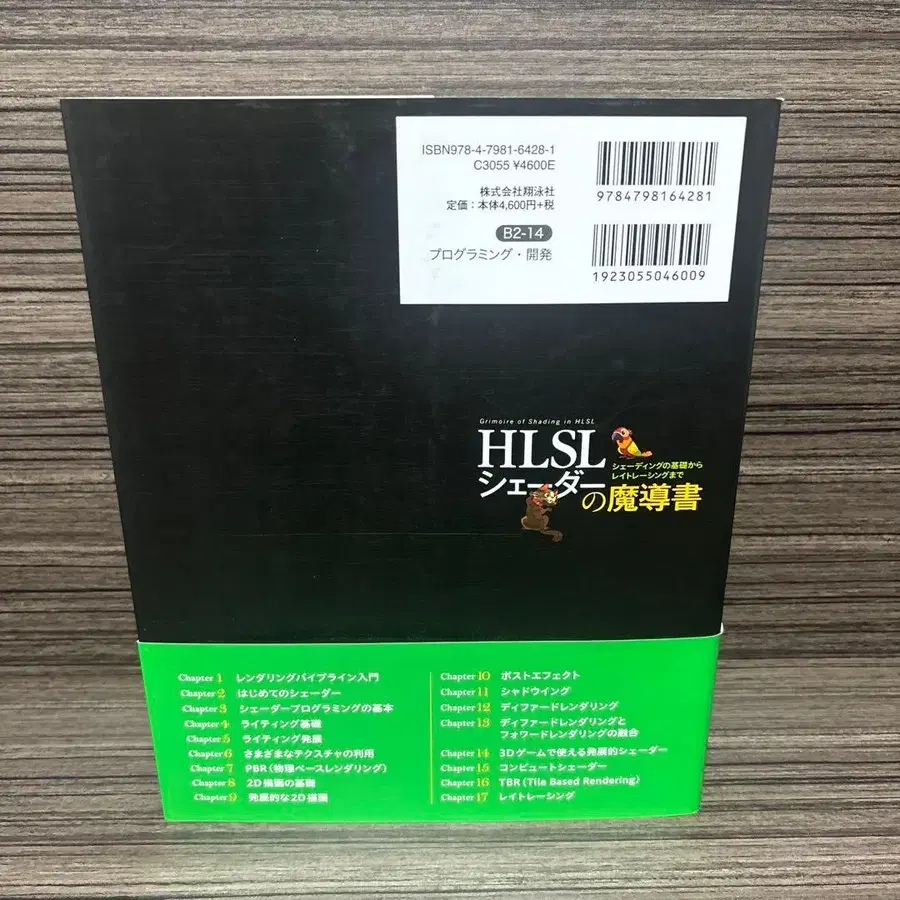 ISBN978-4-7981-6428-1
C3055 ¥4600E
株式会社翔泳社
定価：本体4,600円+税
B2-14
プログラミング・開発
9784798164281
1923055046009
Grimoire of Shading in HLSL
HLSL
シェーダー
の魔導書
シェーディングの基礎から
レイトレーシングまで
Chapter 1 レンダリングパイプライン入門
Chapter 2 はじめてのシェーダー
Chapter 3 シェーダープログラミングの基本
Chapter 4 ライティング基礎
Chapter 5 ライティング発展
Chapter 6 さまざまなテクスチャの利用
Chapter 7 PBR（物理ベースレンダリング）
Chapter 8 2D描画の基礎
Chapter 9 発展的な2D描画
Chapter 10 ポストエフェクト
Chapter 11 シャドウイング
Chapter 12 ディファードレンダリング
Chapter 13 ディファードレンダリングと
フォワードレンダリングの融合
Chapter 14 3Dゲームで使える発展的シェーダー
Chapter 15 コンピュートシェーダー
Chapter 16 TBR（Tile Based Rendering）
Chapter 17 レイトレーシング